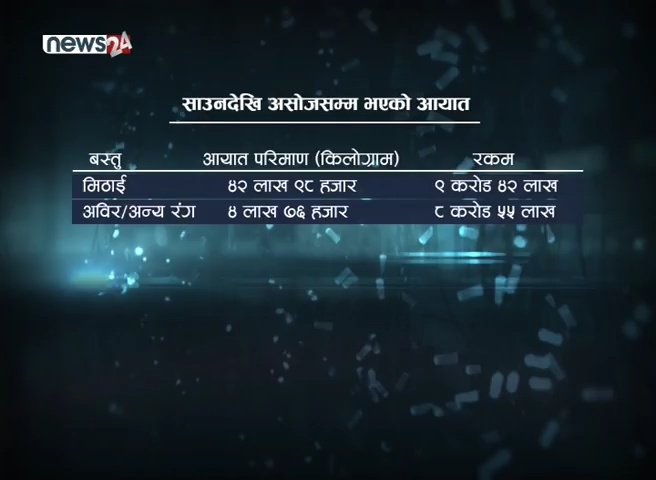 news24
साउनदेखि असोजसम्म भएको आयात
बस्तु आयात परिमाण (किलोग्राम) रकम
मिठाई ४२ लाख ९८ हजार ९ करोड ४२ लाख
अविर/अन्य रंग ४ लाख ७६ हजार ८ करोड ५५ लाख